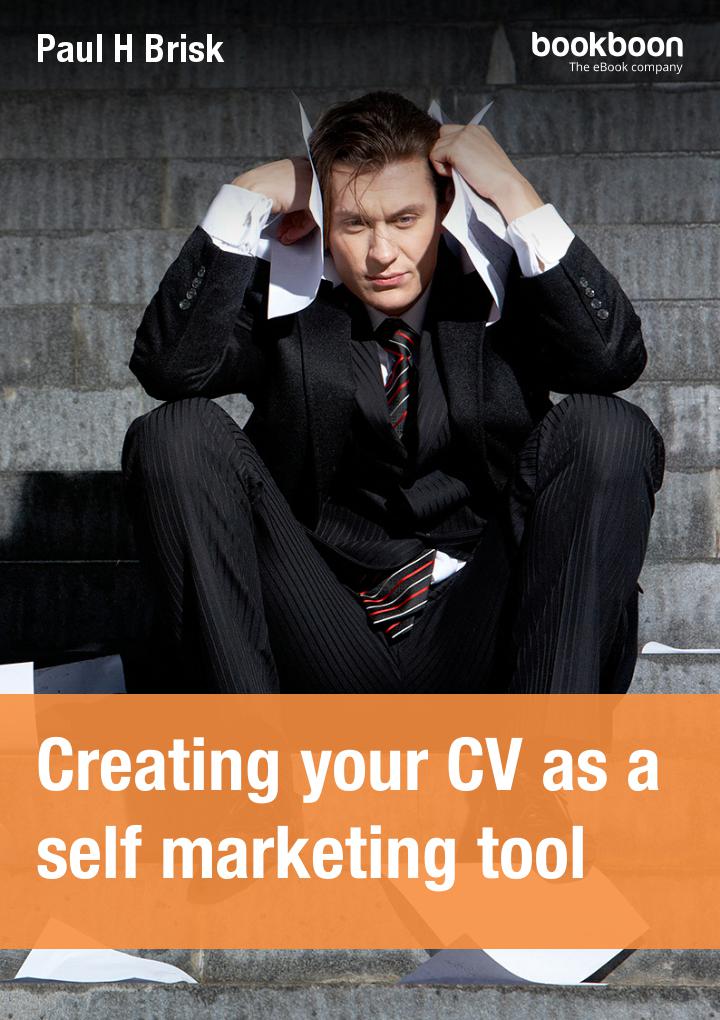 Paul H Brisk
bookboon
The eBook company
Creating your CV as a
self marketing tool